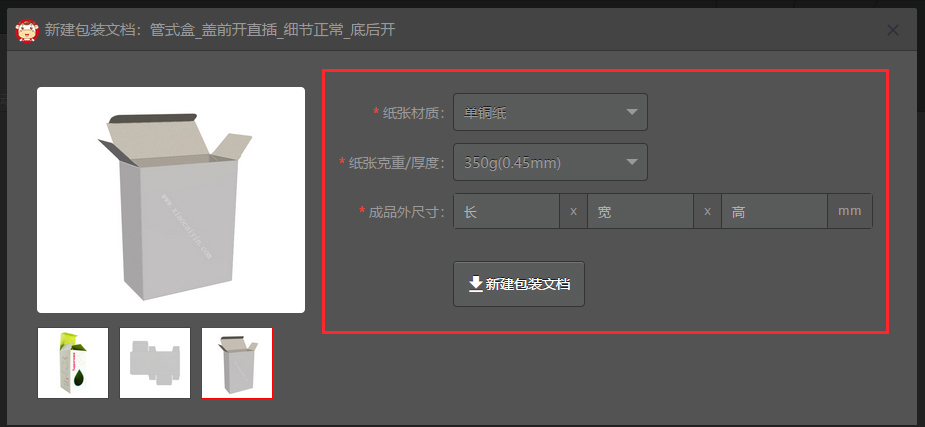 新建包装文档：管式盒_盖前开直插_细节正常_底后开
* 纸张材质： 单铜纸
* 纸张克重/厚度： 350g(0.45mm)
* 成品外尺寸： 长 x 宽 x 高 mm
新建包装文档